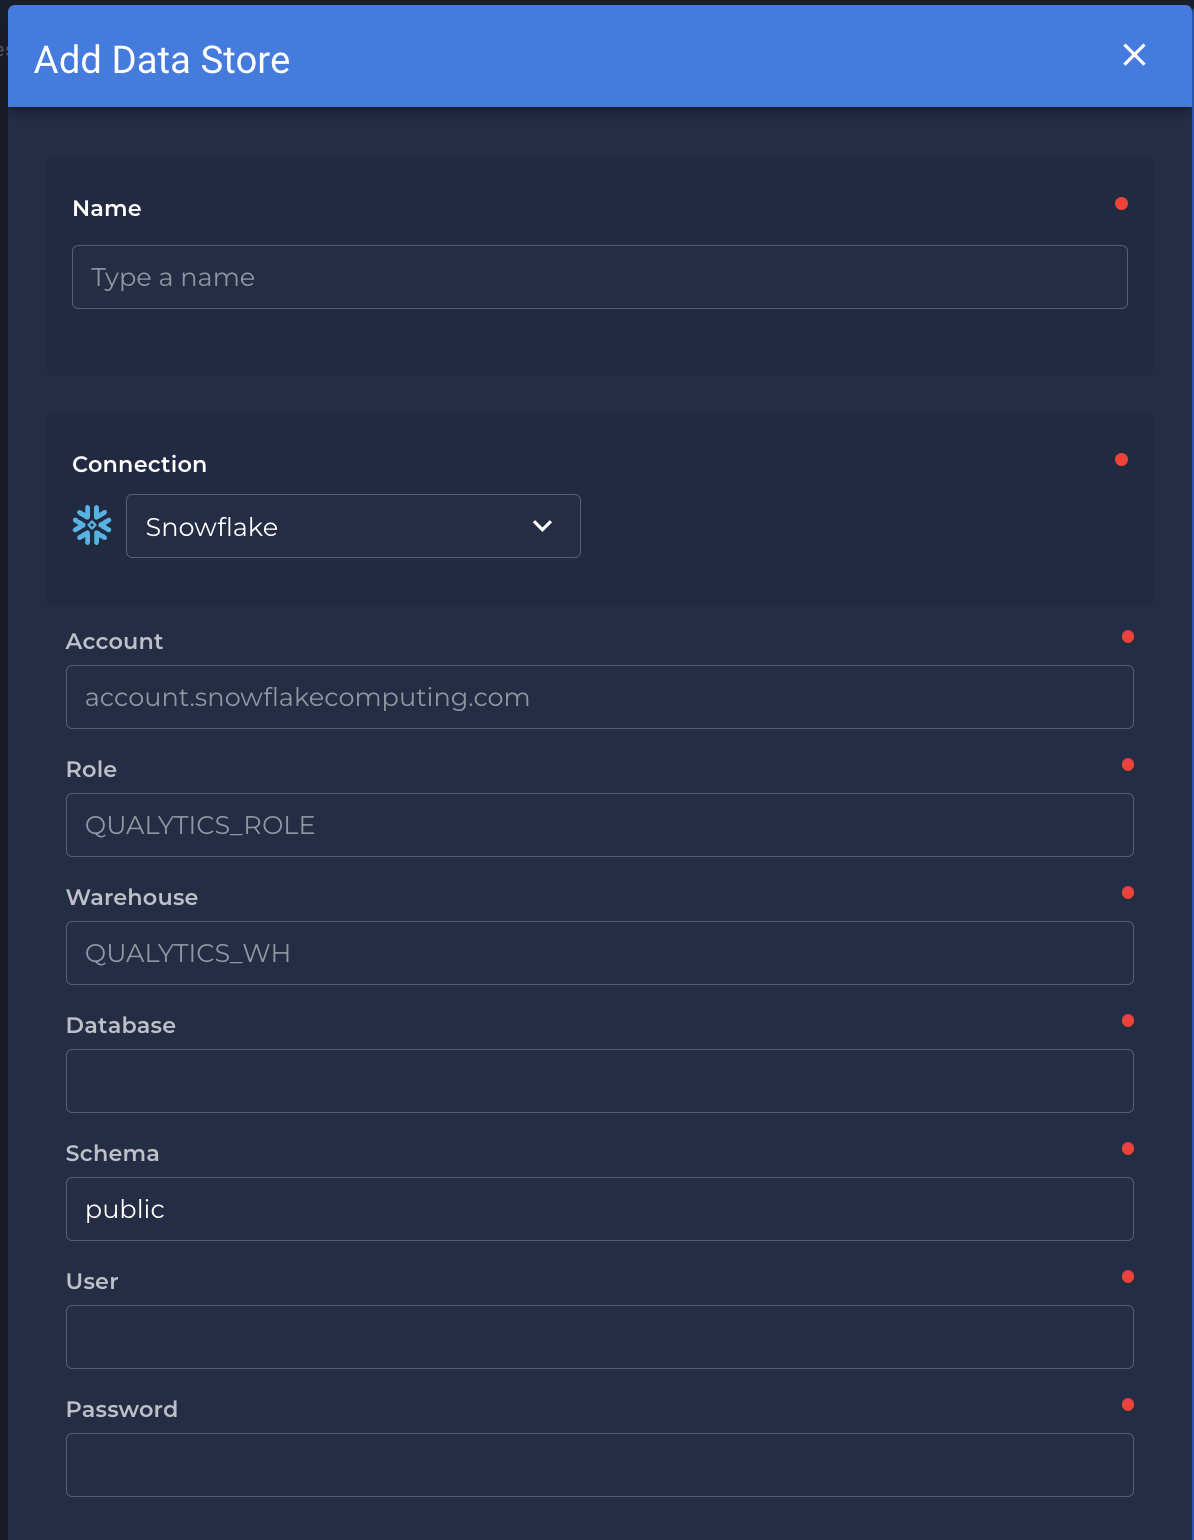 Add Data Store
Name
Type a name
Connection
Snowflake
Account
account.snowflakecomputing.com
Role
QUALYTICS_ROLE
Warehouse
QUALYTICS_WH
Database
Schema
public
User
Password